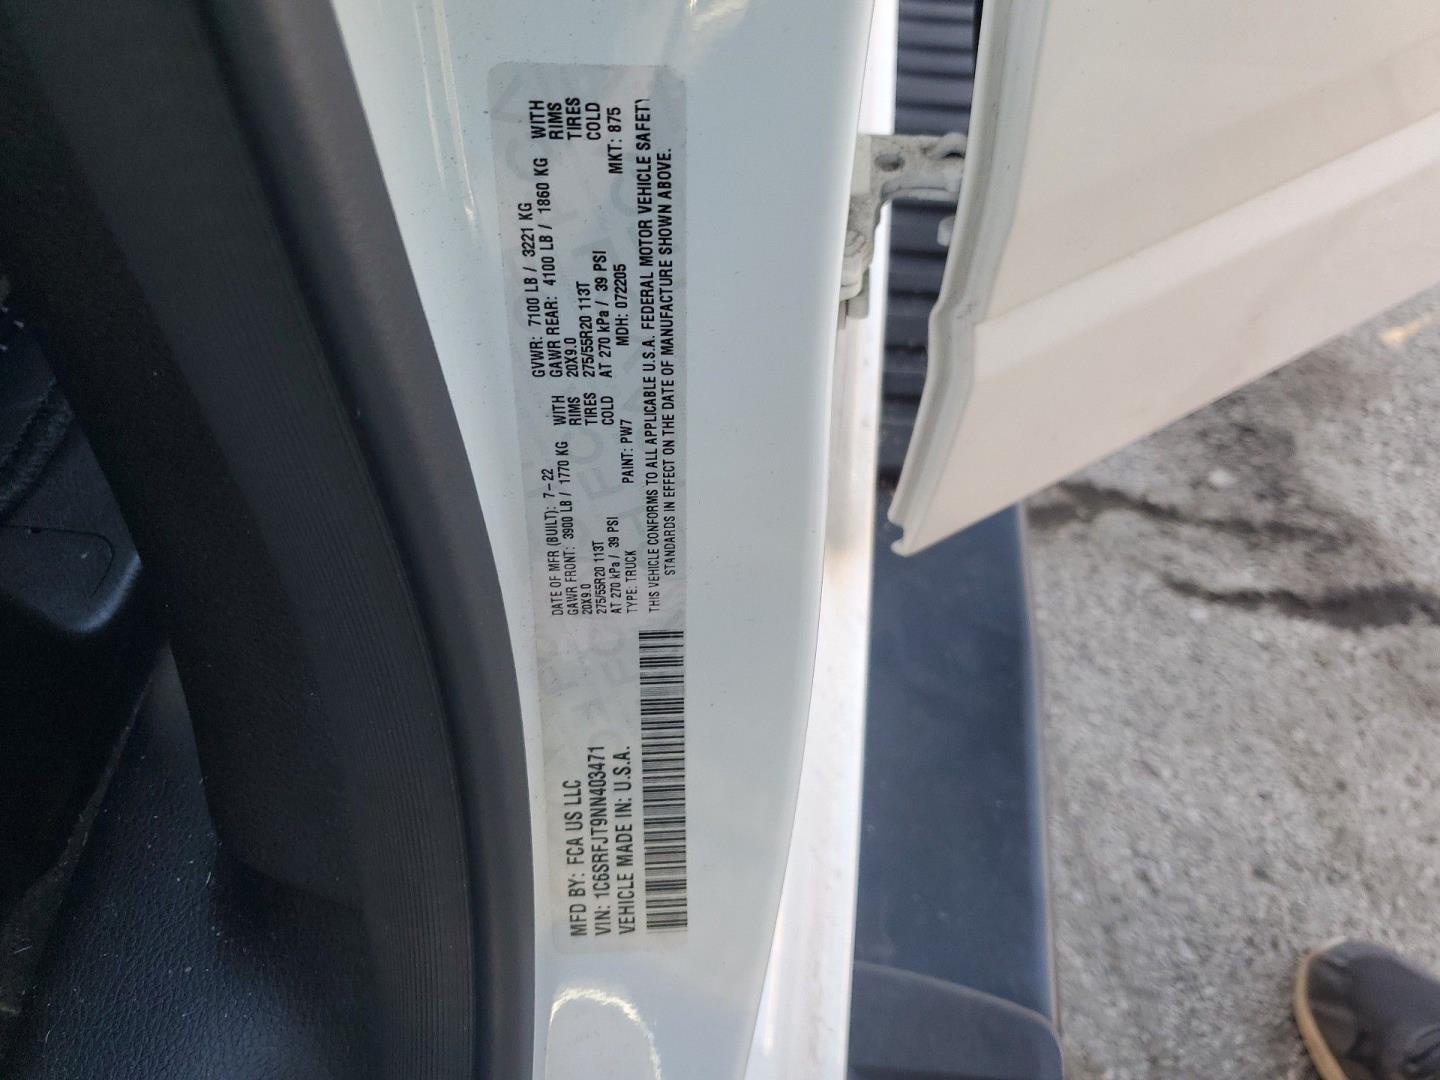 MFD BY: FCA US LLC
VIN: 1C6SRFJT9NN403471
VEHICLE MADE IN: U.S.A.
DATE OF MFR (BUILT): 7-22 GVWR: 7100 LB / 3221 KG
GAWR FRONT: 3900 LB / 1770 KG WITH GAWR REAR: 4100 LB / 1860 KG WITH
20X9.0 RIMS 20X9.0 RIMS
275/55R20 113T TIRES 275/55R20 113T TIRES
AT 270 kPa / 39 PSI COLD AT 270 kPa / 39 PSI COLD
TYPE: TRUCK PAINT: PW7 MDH: 072205 MKT: 875
THIS VEHICLE CONFORMS TO ALL APPLICABLE U.S.A. FEDERAL MOTOR VEHICLE SAFETY
STANDARDS IN EFFECT ON THE DATE OF MANUFACTURE SHOWN ABOVE.